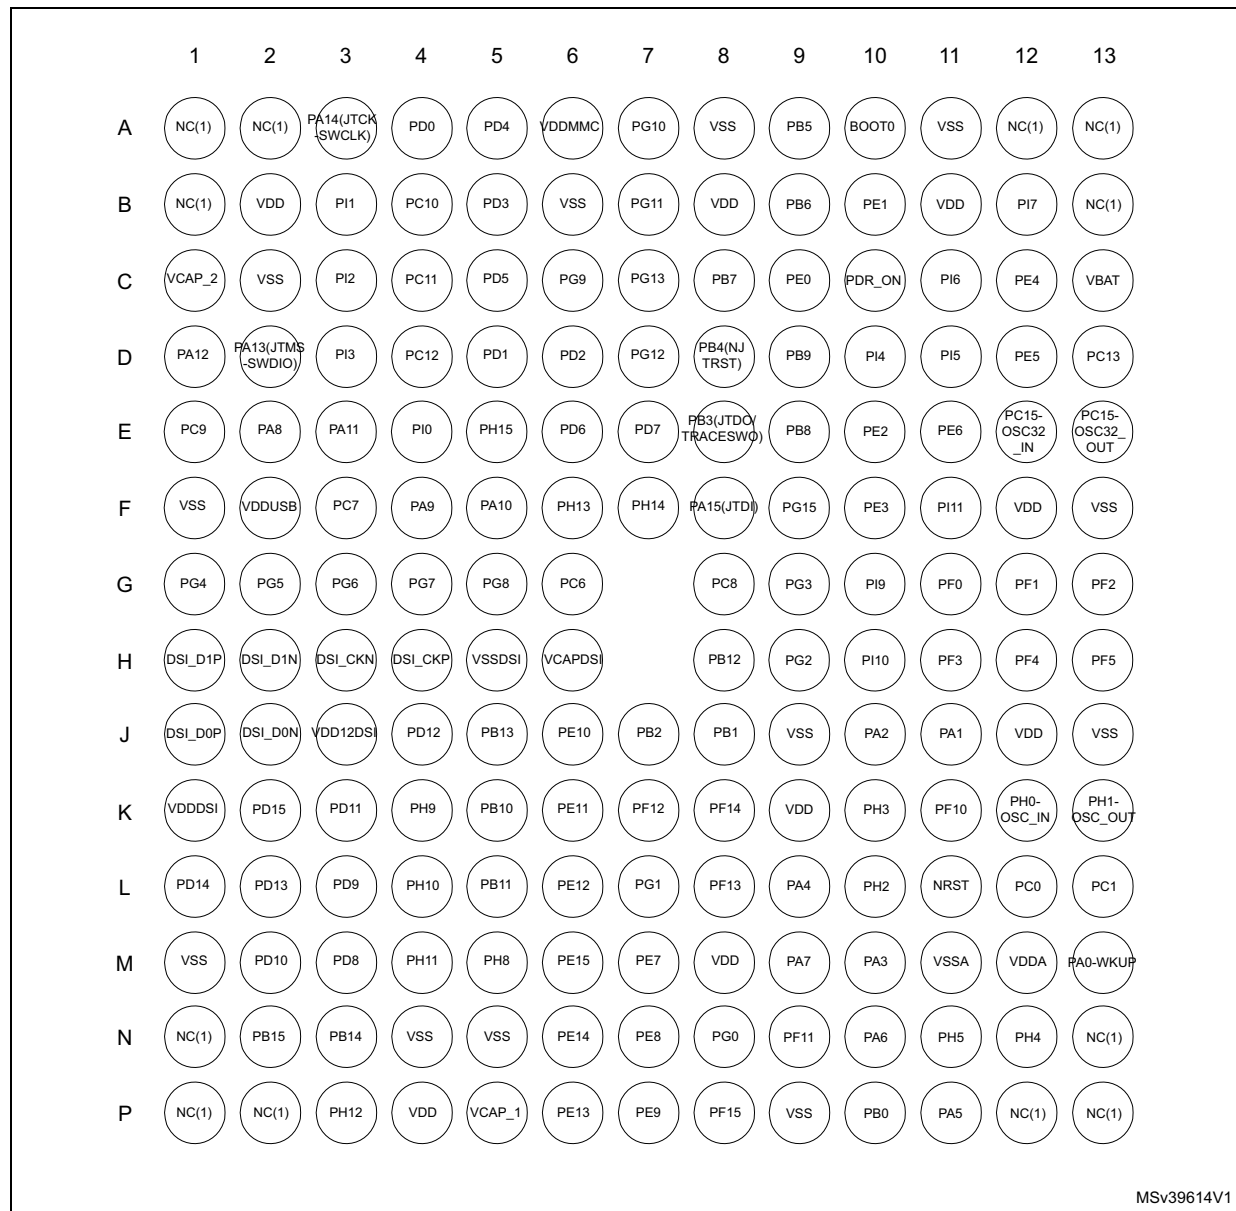 1 2 3 4 5 6 7 8 9 10 11 12 13
A NC(1) NC(1) PA14(JTCK-SWCLK) PD0 PD4 VDDMMC PG10 VSS PB5 BOOT0 VSS NC(1) NC(1)
B NC(1) VDD PI1 PC10 PD3 VSS PG11 VDD PB6 PE1 VDD PI7 NC(1)
C VCAP_2 VSS PI2 PC11 PD5 PG9 PG13 PB7 PE0 PDR_ON PI6 PE4 VBAT
D PA12 PA13(JTMS-SWDIO) PI3 PC12 PD1 PD2 PG12 PB4(NJTRST) PB9 PI4 PI5 PE5 PC13
E PC9 PA8 PA11 PI0 PH15 PD6 PD7 PB3(JTDO/TRACESWO) PB8 PE2 PE6 PC15-OSC32_IN PC15-OSC32_OUT
F VSS VDDUSB PC7 PA9 PA10 PH13 PH14 PA15(JTDI) PG15 PE3 PI11 VDD VSS
G PG4 PG5 PG6 PG7 PG8 PC6 PC8 PG3 PI9 PF0 PF1 PF2
H DSI_D1P DSI_D1N DSI_CKN DSI_CKP VSSDSI VCAPDSI PB12 PG2 PI10 PF3 PF4 PF5
J DSI_D0P DSI_D0N VDD12DSI PD12 PB13 PE10 PB2 PB1 VSS PA2 PA1 VDD VSS
K VDDDSI PD15 PD11 PH9 PB10 PE11 PF12 PF14 VDD PH3 PF10 PH0-OSC_IN PH1-OSC_OUT
L PD14 PD13 PD9 PH10 PB11 PE12 PG1 PF13 PA4 PH2 NRST PC0 PC1
M VSS PD10 PD8 PH11 PH8 PE15 PE7 VDD PA7 PA3 VSSA VDDA PA0-WKUP
N NC(1) PB15 PB14 VSS VSS PE14 PE8 PG0 PF11 PA6 PH5 PH4 NC(1)
P NC(1) NC(1) PH12 VDD VCAP_1 PE13 PE9 PF15 VSS PB0 PA5 NC(1) NC(1)
MSv39614V1